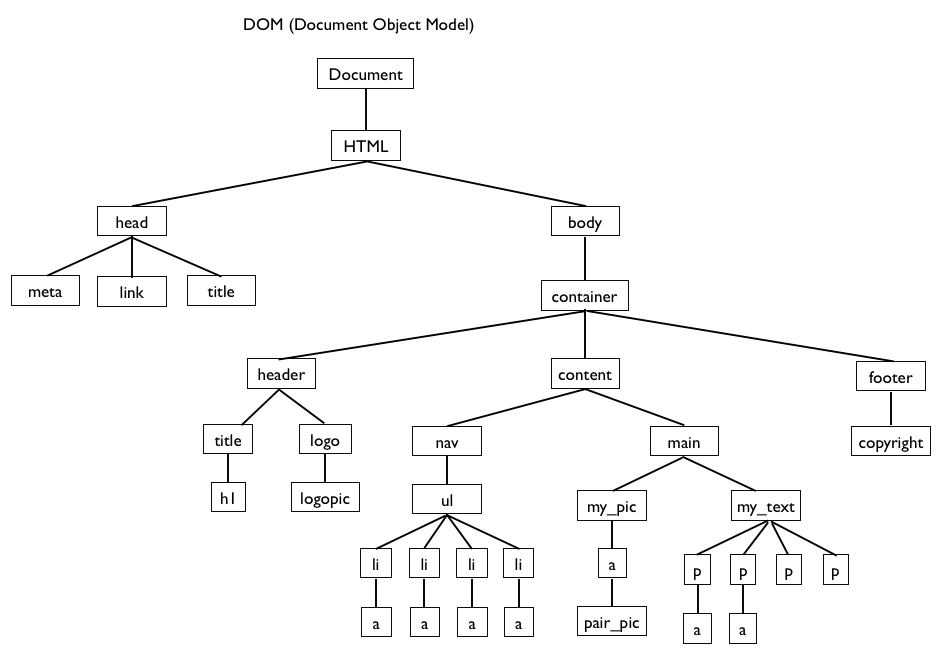 DOM (Document Object Model)
Document
HTML
head
body
meta
link
title
container
header
content
footer
title
logo
nav
main
copyright
h1
logopic
ul
my_pic
my_text
li
li
li
li
a
p
p
p
p
a
a
a
a
pair_pic
a
a